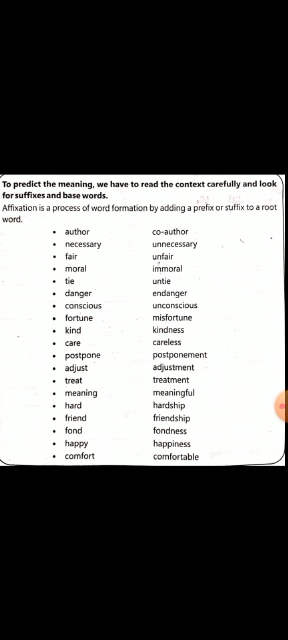 To predict the meaning, we have to read the context carefully and look
for suffixes and base words.
Affixation is a process of word formation by adding a prefix or suffix to a root
word.
• author co-author
• necessary unnecessary
• fair unfair
• moral immoral
• tie untie
• danger endanger
• conscious unconscious
• fortune misfortune
• kind kindness
• care careless
• postpone postponement
• adjust adjustment
• treat treatment
• meaning meaningful
• hard hardship
• friend friendship
• fond fondness
• happy happiness
• comfort comfortable